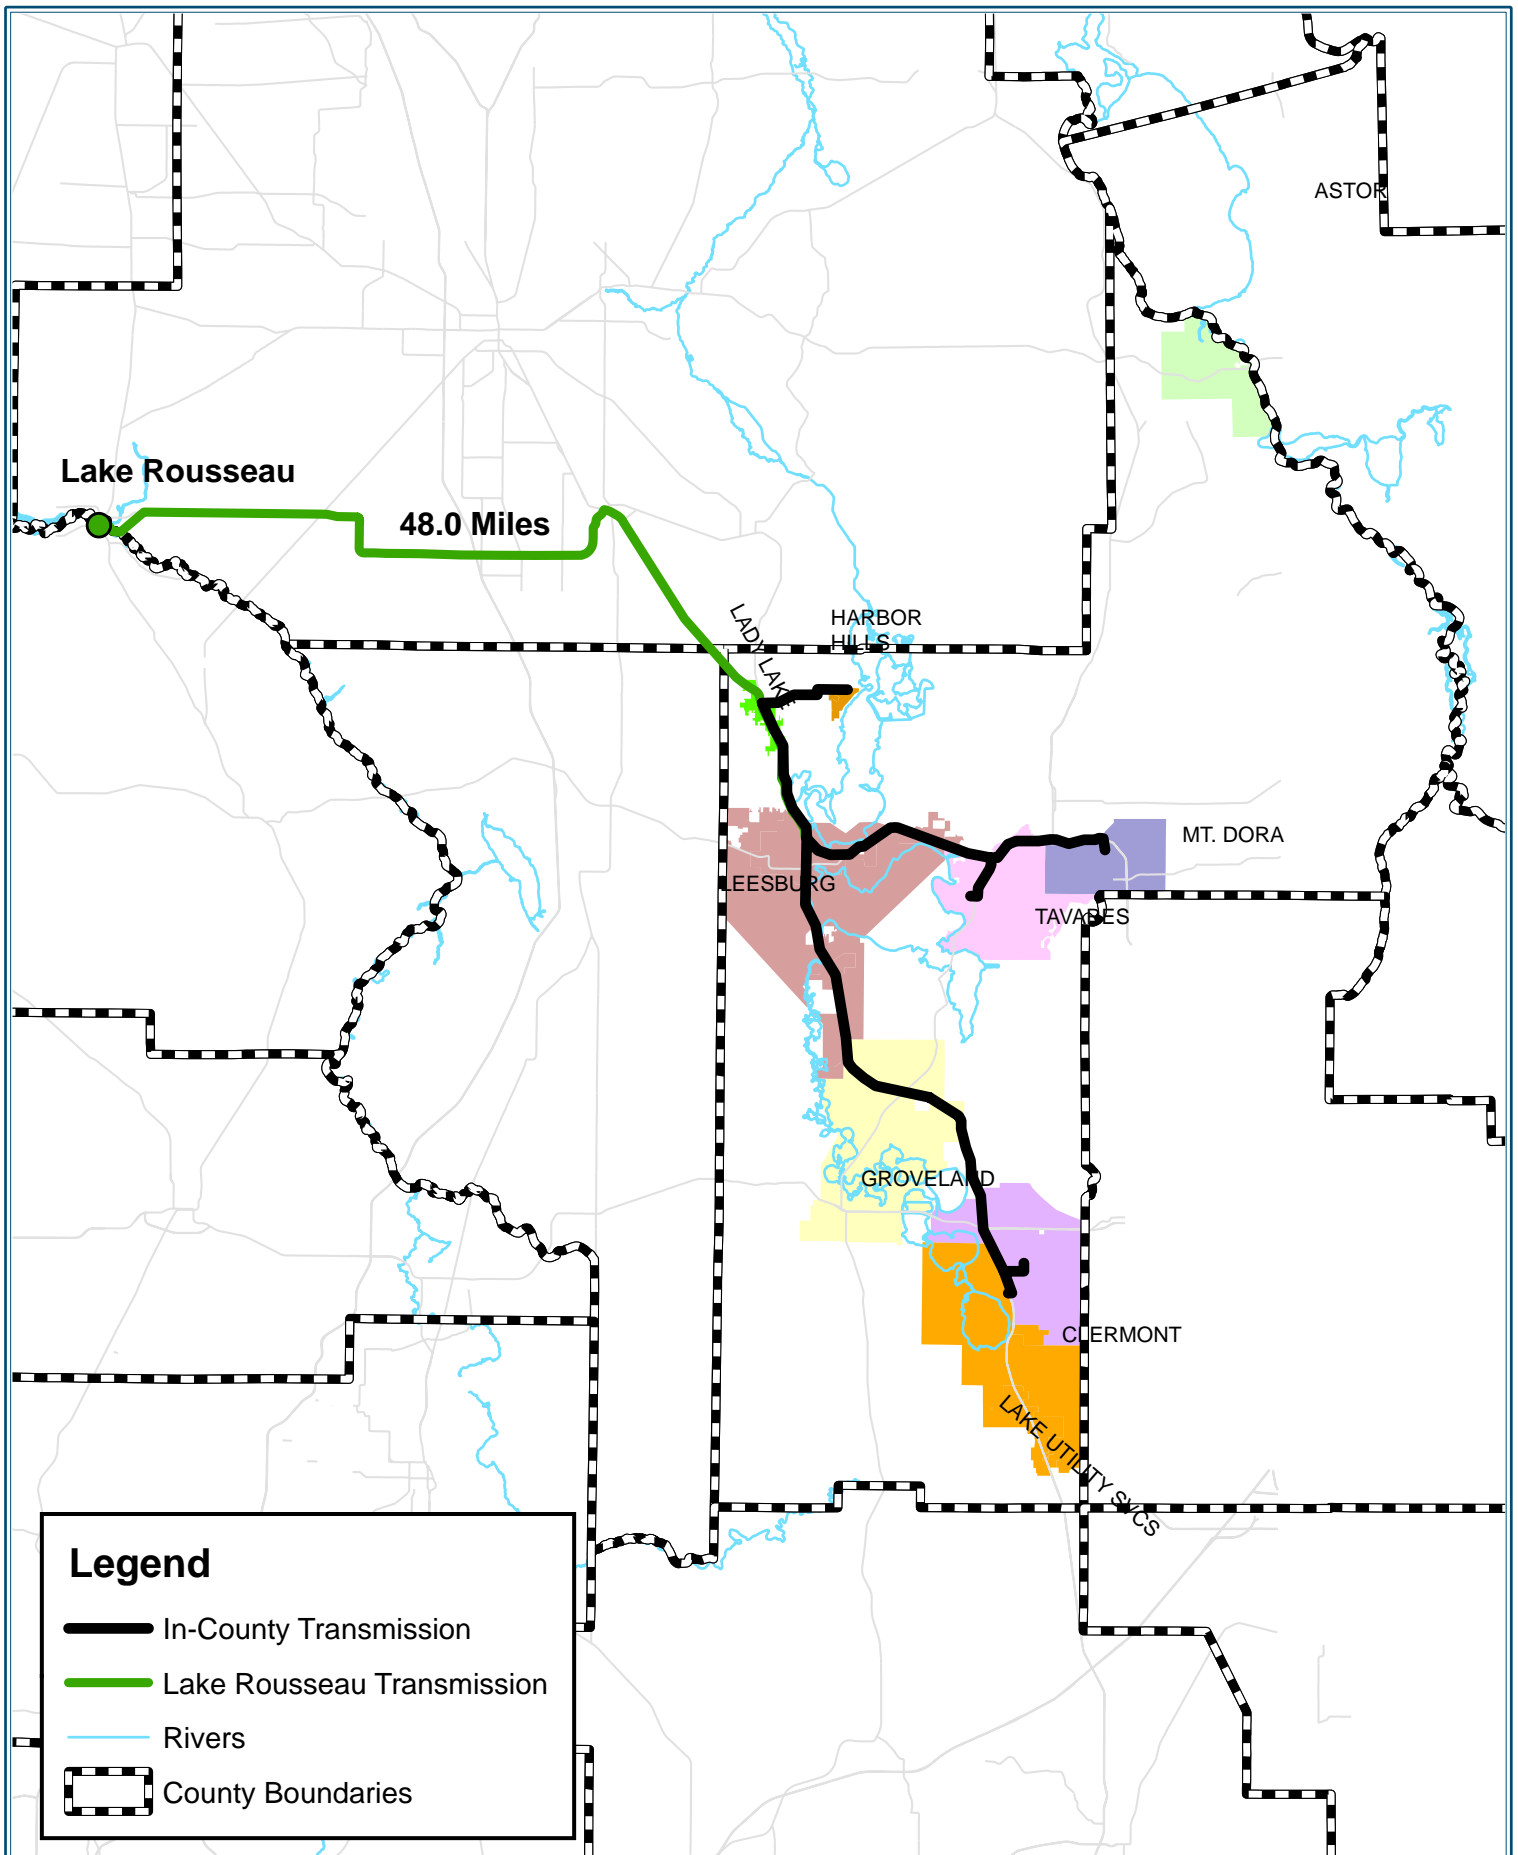 ASTOR
Lake Rousseau
48.0 Miles
HARBOR
HILLS
LADY LAKE
MT. DORA
LEESBURG
TAVARES
GROVELAND
CLERMONT
LAKE UTILITY SVCS
Legend
In-County Transmission
Lake Rousseau Transmission
Rivers
County Boundaries